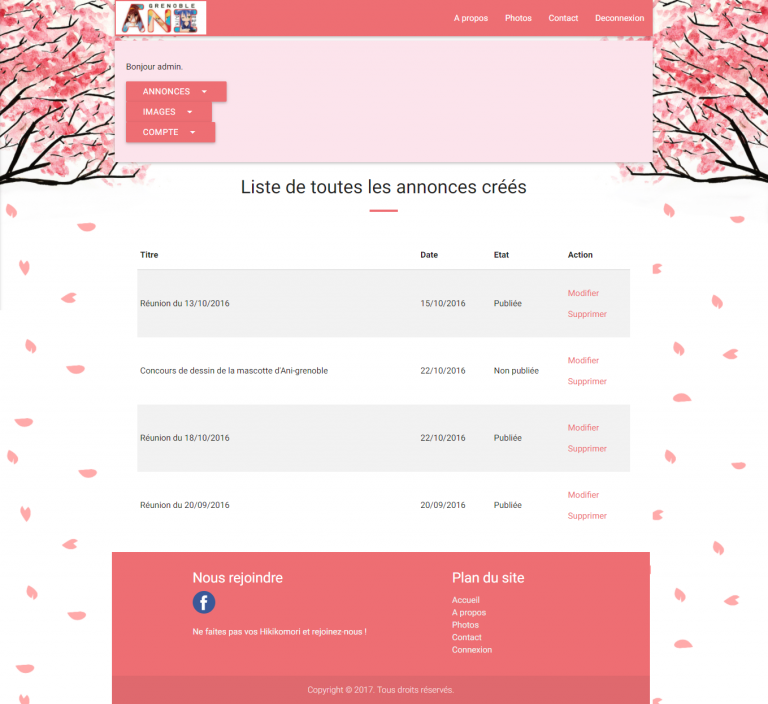 GRENOBLE
ANI
A propos Photos Contact Deconnexion
Bonjour admin.
ANNONCES
IMAGES
COMPTE
Liste de toutes les annonces créés
Titre Date Etat Action
Réunion du 13/10/2016 15/10/2016 Publiée Modifier
Supprimer
Concours de dessin de la mascotte d'Ani-grenoble 22/10/2016 Non publiée Modifier
Supprimer
Réunion du 18/10/2016 22/10/2016 Publiée Modifier
Supprimer
Réunion du 20/09/2016 20/09/2016 Publiée Modifier
Supprimer
Nous rejoindre
Ne faites pas vos Hikikomori et rejoinez-nous !
Plan du site
Accueil
A propos
Photos
Contact
Connexion
Copyright © 2017. Tous droits réservés.